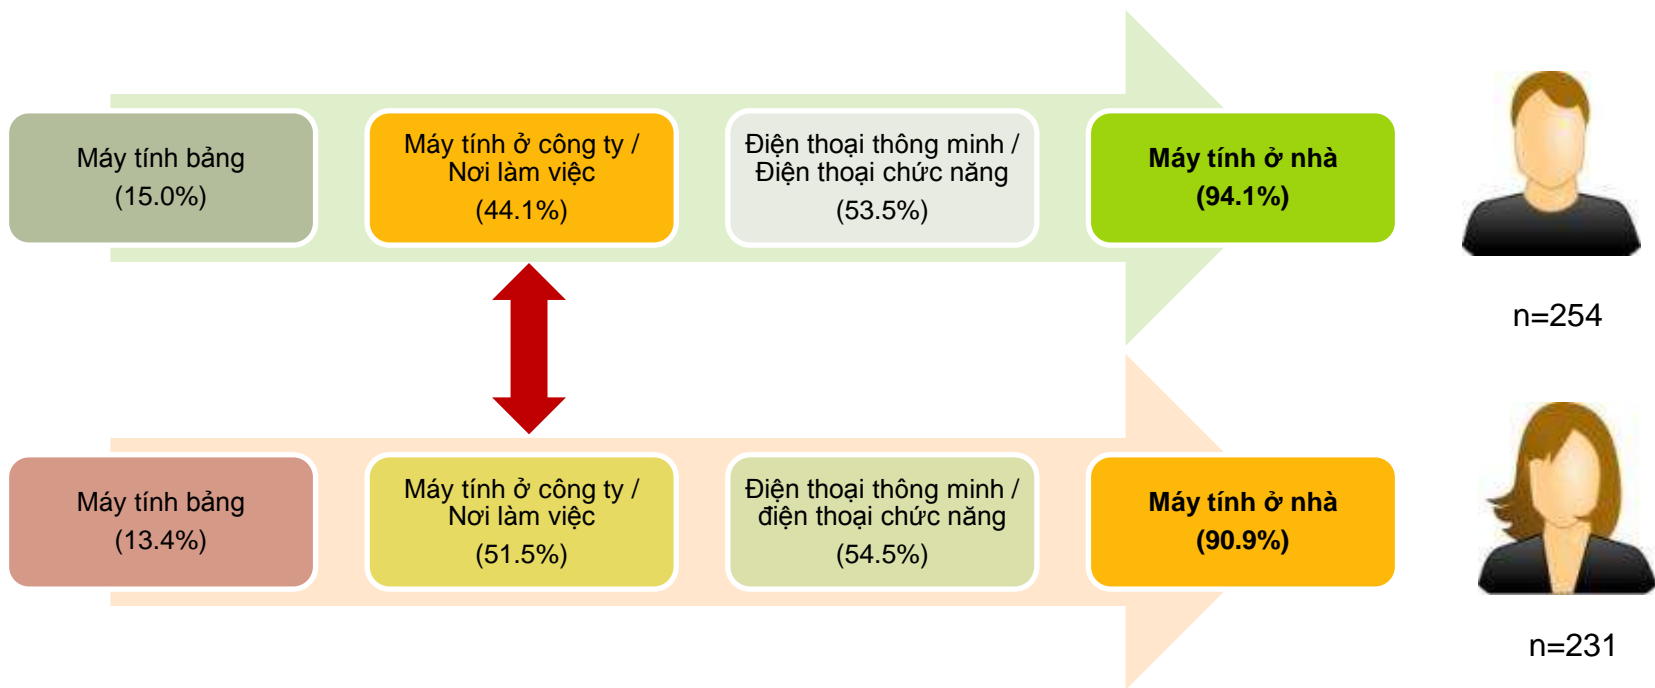 Máy tính bảng
(15.0%)
Máy tính ở công ty /
Nơi làm việc
(44.1%)
Điện thoại thông minh /
Điện thoại chức năng
(53.5%)
Máy tính ở nhà
(94.1%)
n=254
Máy tính bảng
(13.4%)
Máy tính ở công ty /
Nơi làm việc
(51.5%)
Điện thoại thông minh /
điện thoại chức năng
(54.5%)
Máy tính ở nhà
(90.9%)
n=231